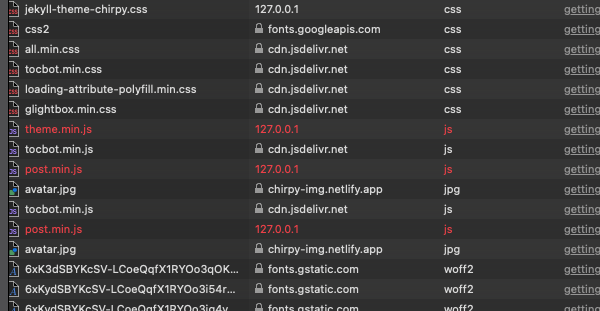 jekyll-theme-chirpy.css 127.0.0.1 css getting
css2 fonts.googleapis.com css getting
all.min.css cdn.jsdelivr.net css getting
tocbot.min.css cdn.jsdelivr.net css getting
loading-attribute-polyfill.min.css cdn.jsdelivr.net css getting
glightbox.min.css cdn.jsdelivr.net css getting
theme.min.js 127.0.0.1 js getting
tocbot.min.js cdn.jsdelivr.net js getting
post.min.js 127.0.0.1 js getting
avatar.jpg chirpy-img.netlify.app jpg getting
tocbot.min.js cdn.jsdelivr.net js getting
post.min.js 127.0.0.1 js getting
avatar.jpg chirpy-img.netlify.app jpg getting
6xK3dSBYKcSV-LCoeQqfX1RYOo3qOK... fonts.gstatic.com woff2 getting
6xKydSBYKcSV-LCoeQqfX1RYOo3i54r... fonts.gstatic.com woff2 getting
fonts.gstatic.com woff2 getting